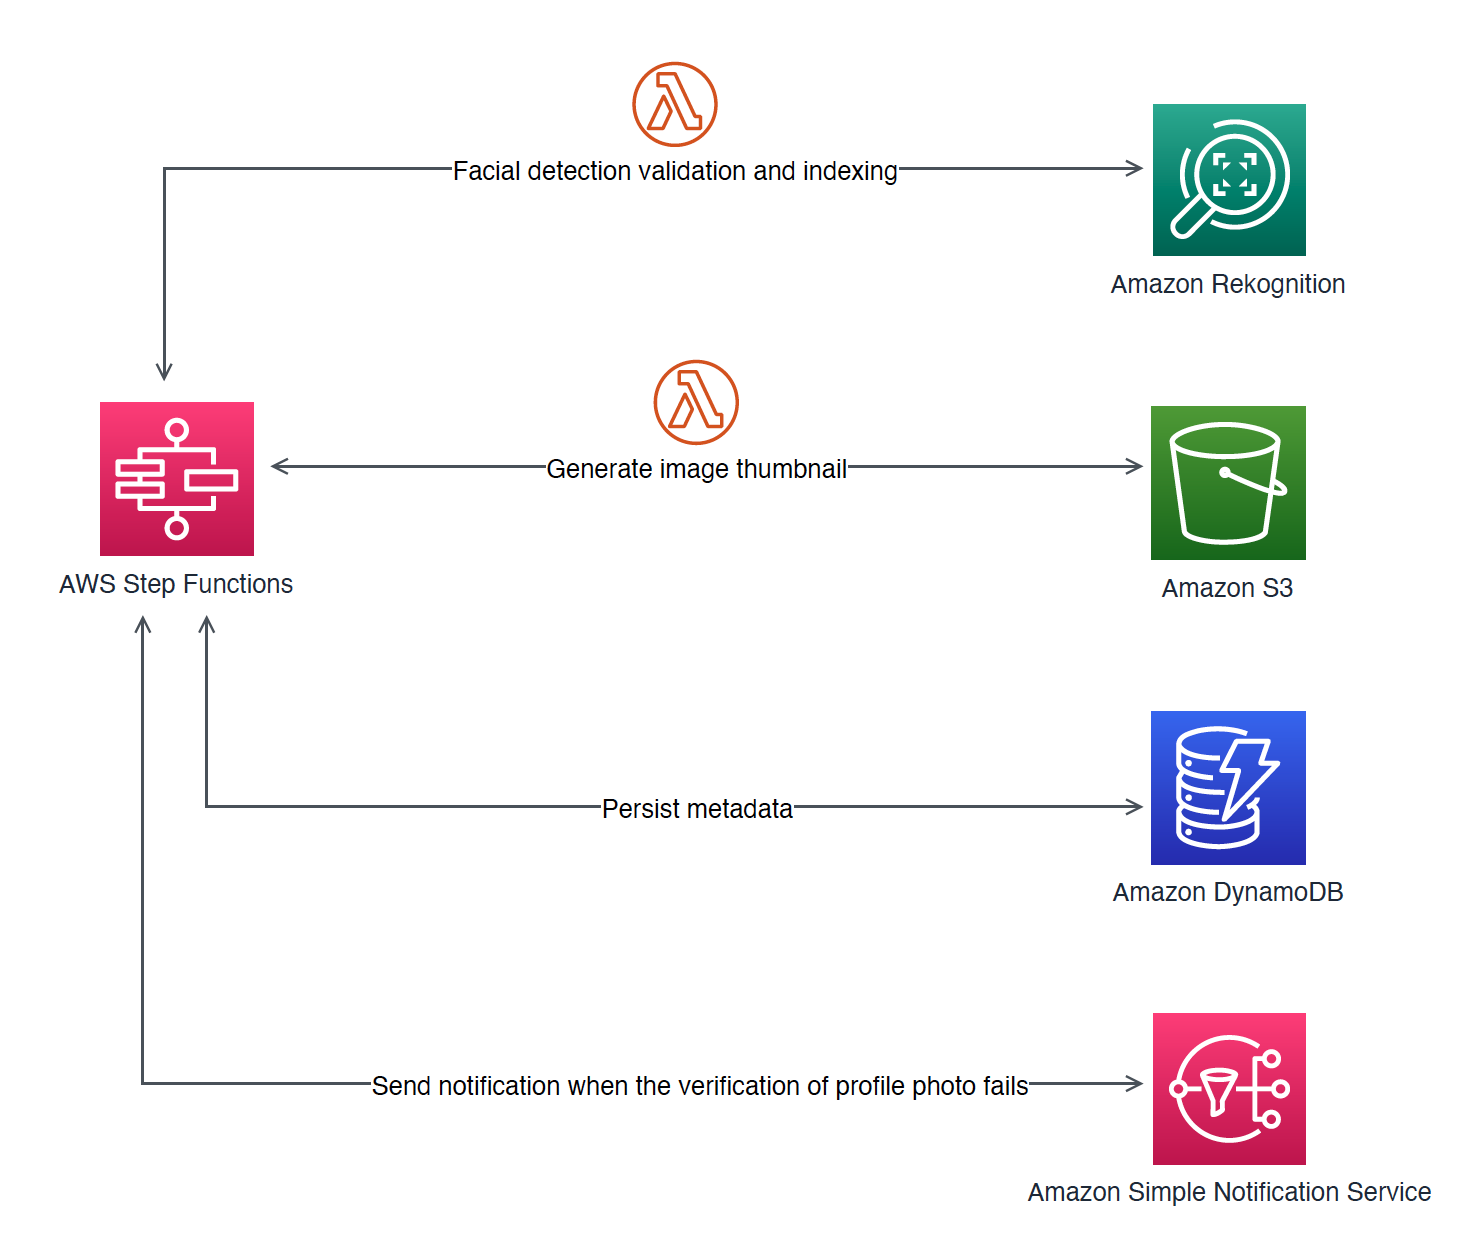 Facial detection validation and indexing
Amazon Rekognition
Generate image thumbnail
AWS Step Functions
Amazon S3
Persist metadata
Amazon DynamoDB
Send notification when the verification of profile photo fails
Amazon Simple Notification Service